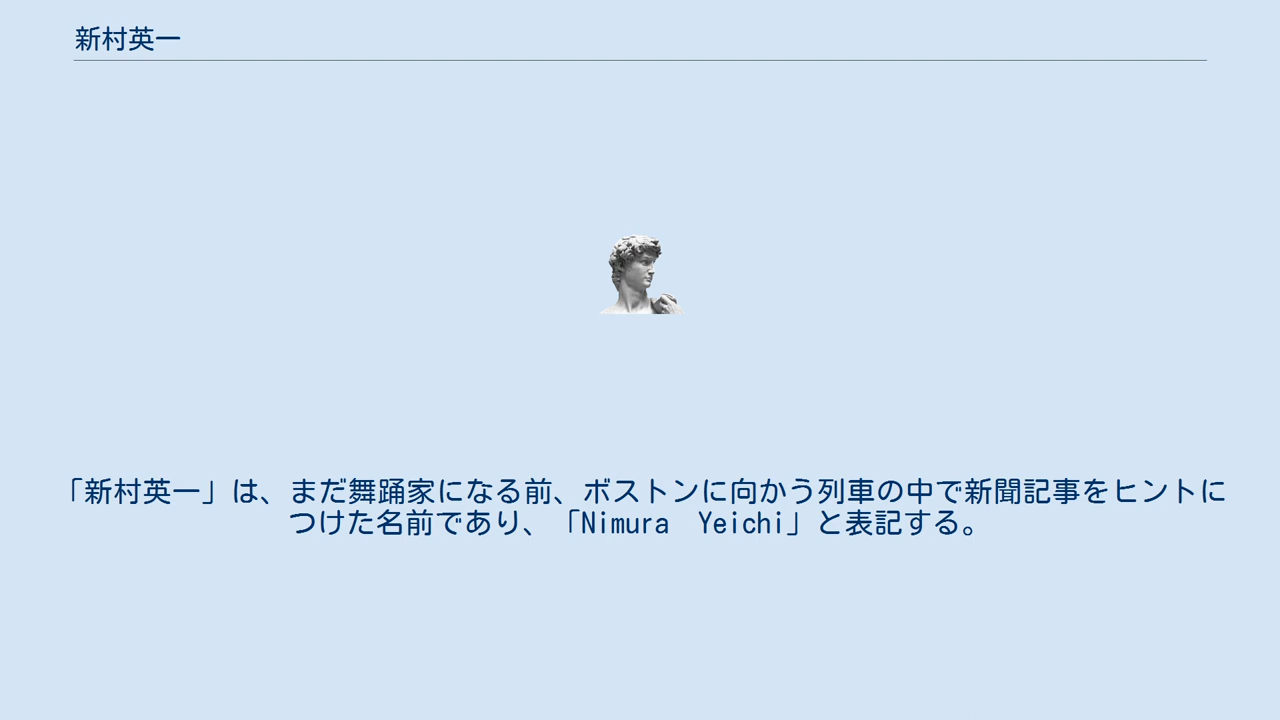 新村英一
「新村英一」は、まだ舞踊家になる前、ボストンに向かう列車の中で新聞記事をヒントに
つけた名前であり、「Nimura　Yeichi」と表記する。